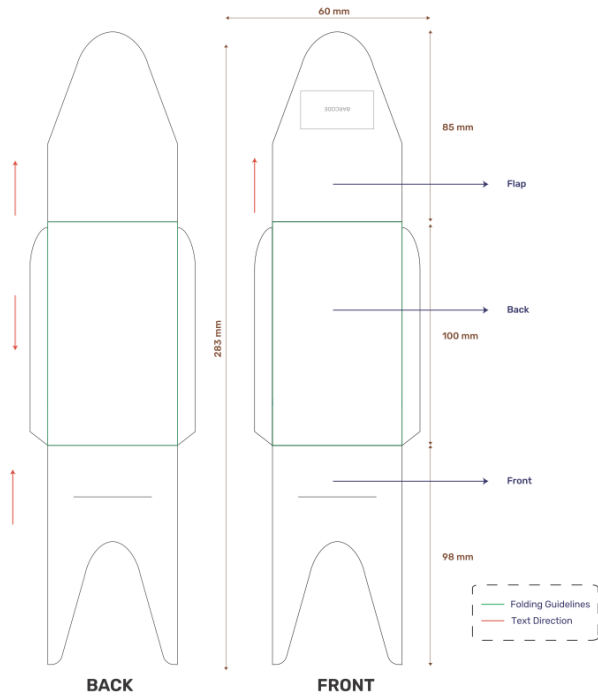 60 mm
BARCODE
85 mm
Flap
283 mm
Back
100 mm
Front
98 mm
Folding Guidelines
Text Direction
BACK
FRONT